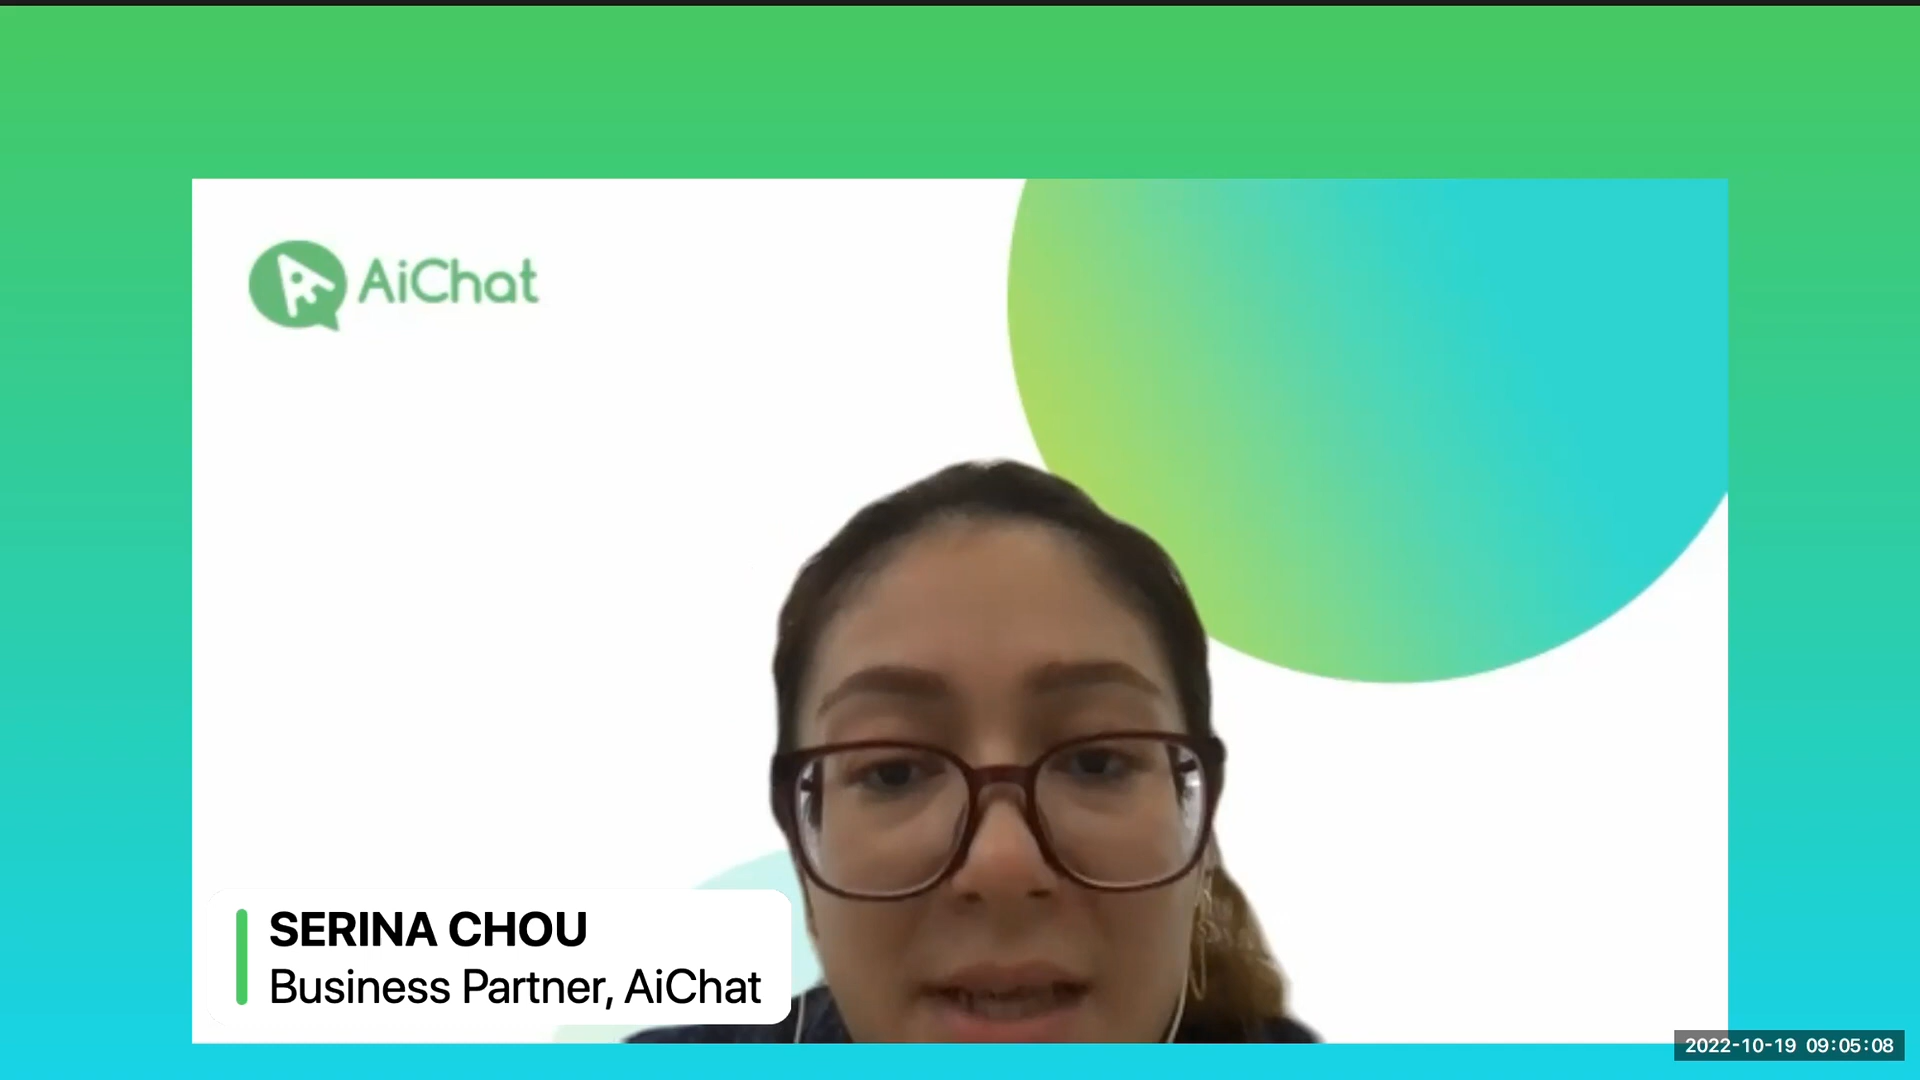 AiChat
SERINA CHOU
Business Partner, AiChat
2022-10-19 09:05:08